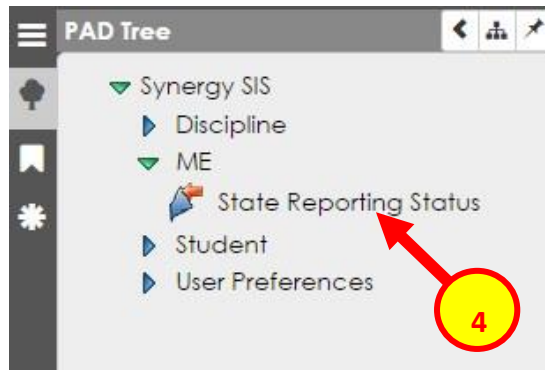 PAD Tree
Synergy SIS
Discipline
ME
State Reporting Status
Student
User Preferences
4